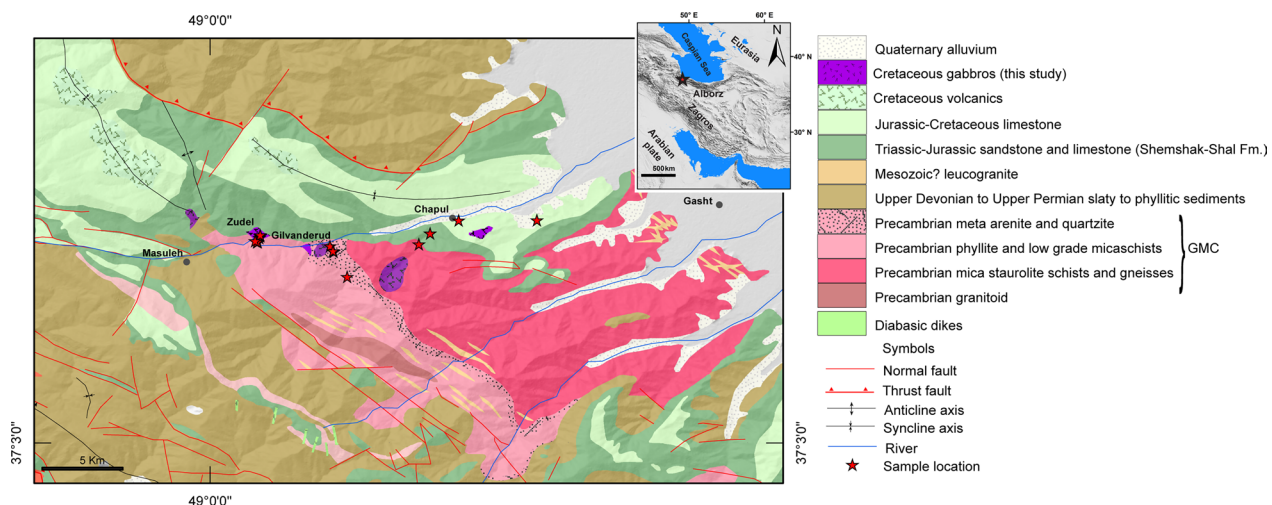 49°0'0"
50° E
60° E
N
Caspian Sea
Eurasia
40° N
Alborz
Zagros
30° N
Arabian plate
500km
Gasht
Chapul
Zudel
Gilvanderud
Masuleh
37°3'0"
37°3'0"
5 Km
49°0'0"
Quaternary alluvium
Cretaceous gabbros (this study)
Cretaceous volcanics
Jurassic-Cretaceous limestone
Triassic-Jurassic sandstone and limestone (Shemshak-Shal Fm.)
Mesozoic? leucogranite
Upper Devonian to Upper Permian slaty to phyllitic sediments
Precambrian meta arenite and quartzite
Precambrian phyllite and low grade micaschists
GMC
Precambrian mica staurolite schists and gneisses
Precambrian granitoid
Diabasic dikes
Symbols
Normal fault
Thrust fault
Anticline axis
Syncline axis
River
Sample location